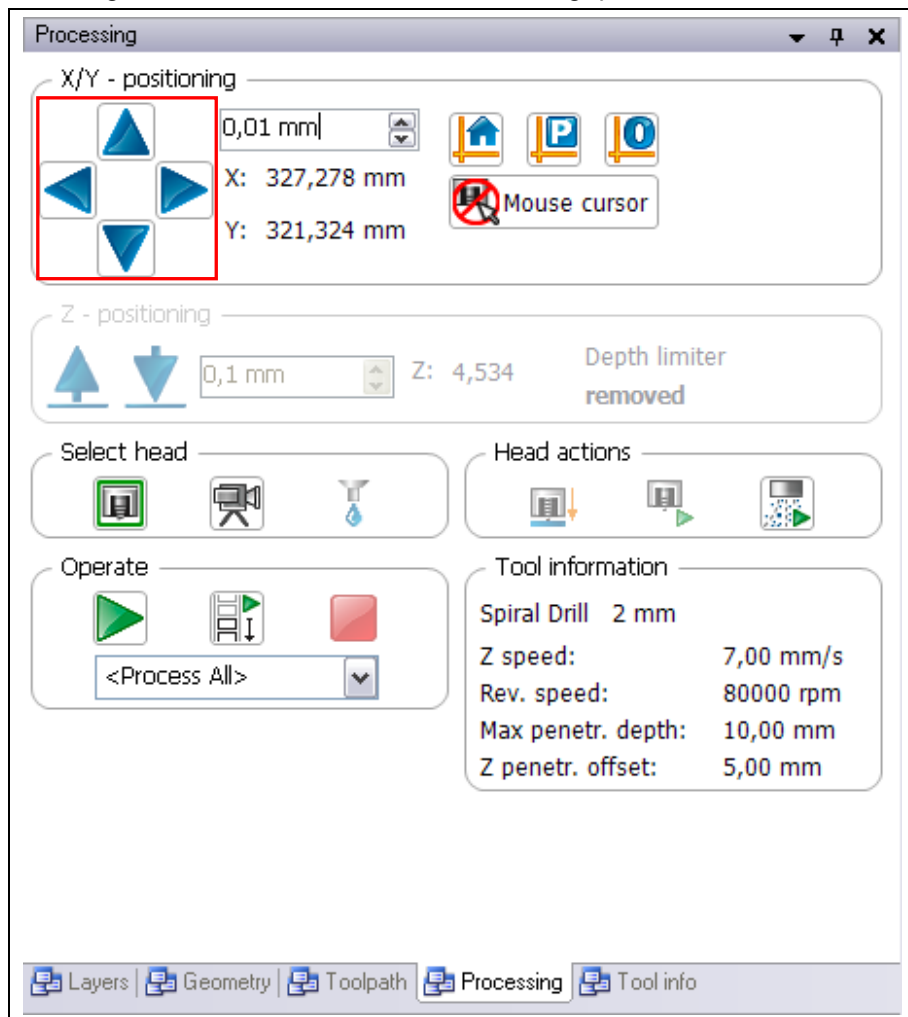 Processing
X/Y - positioning
0,01 mm
X: 327,278 mm
Y: 321,324 mm
P
0
Mouse cursor
Z - positioning
0,1 mm
Z: 4,534
Depth limiter
removed
Select head
Head actions
Operate
<Process All>
Tool information
Spiral Drill 2 mm
Z speed: 7,00 mm/s
Rev. speed: 80000 rpm
Max penetr. depth: 10,00 mm
Z penetr. offset: 5,00 mm
Layers
Geometry
Toolpath
Processing
Tool info